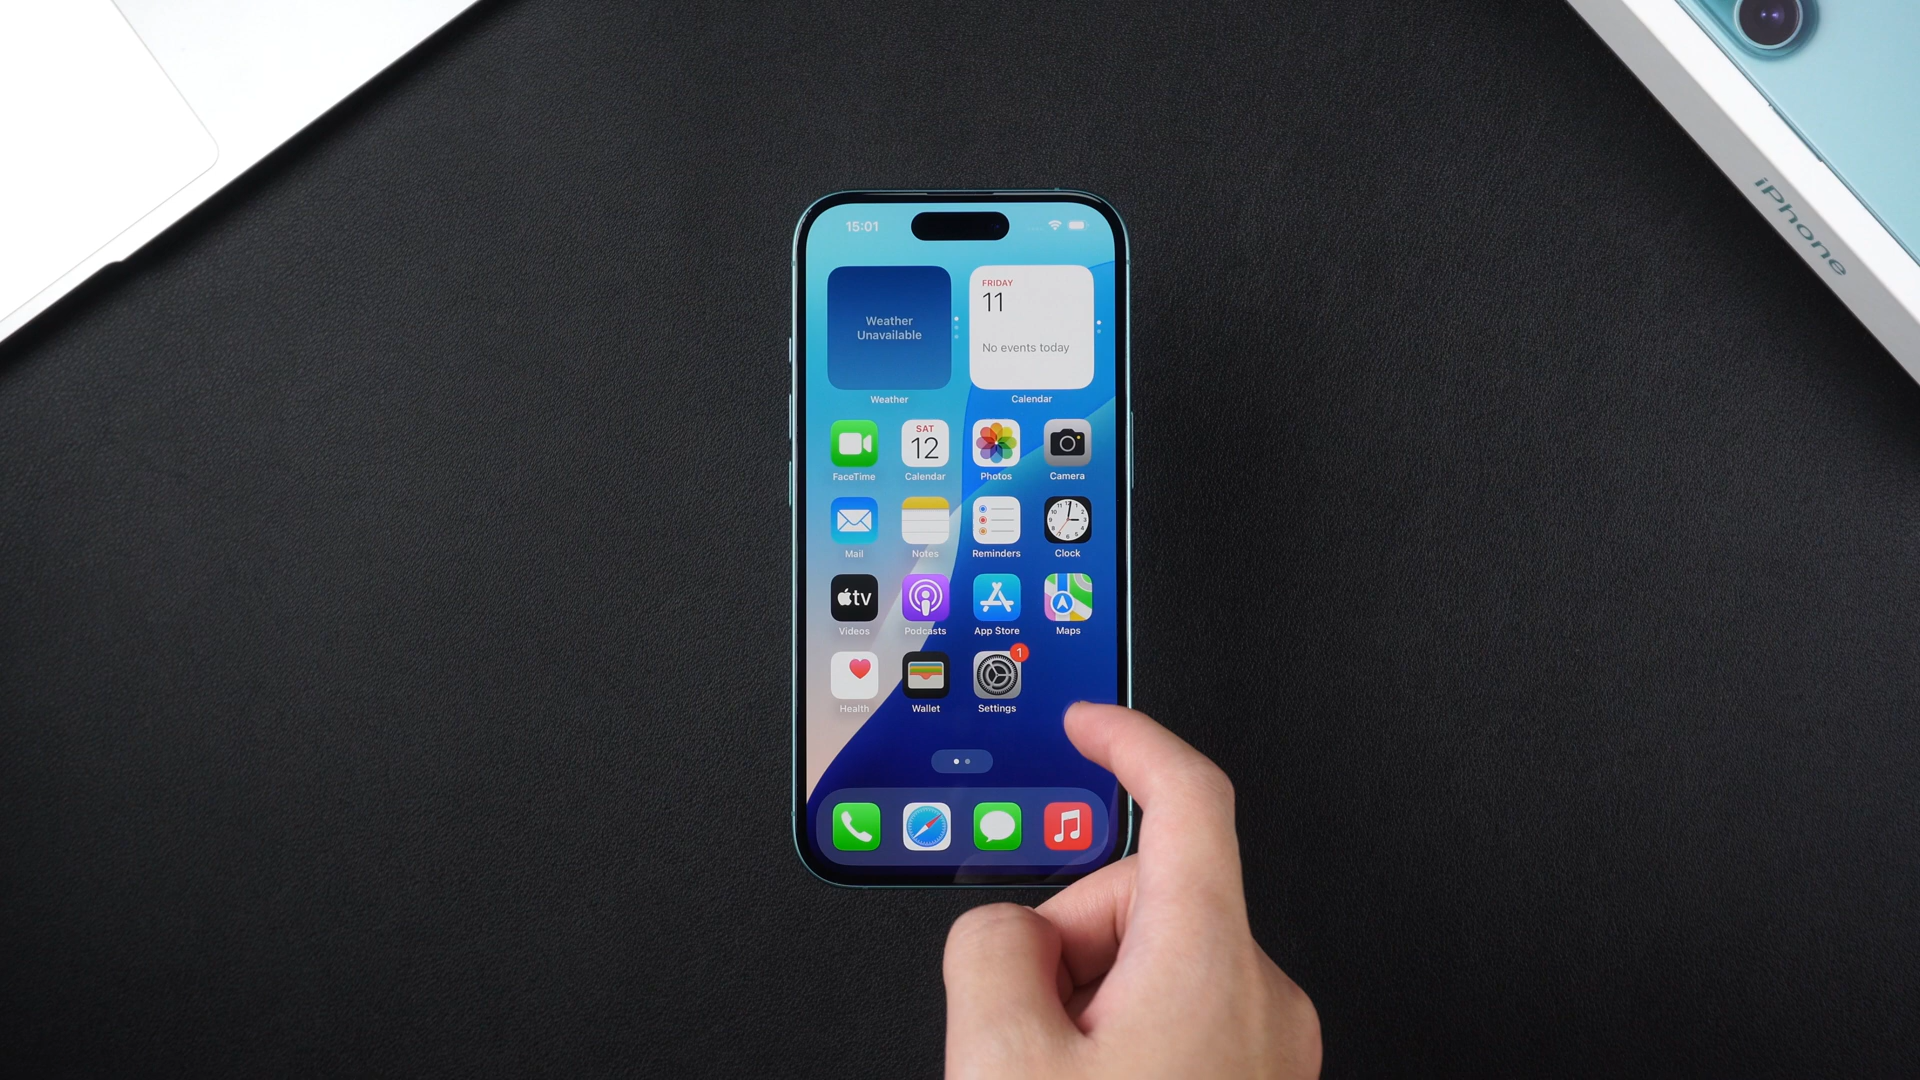 15:01
Weather
Unavailable
FRIDAY
11
No events today
Weather
Calendar
SAT
12
FaceTime
Calendar
Photos
Camera
Mail
Notes
Reminders
Clock
tv
Videos
Podcasts
App Store
Maps
1
Health
Wallet
Settings
iPhone